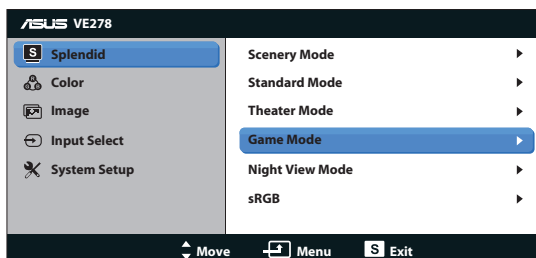 ASUS VE278
S Splendid
Color
Image
Input Select
System Setup
Scenery Mode
Standard Mode
Theater Mode
Game Mode
Night View Mode
sRGB
Move Menu S Exit